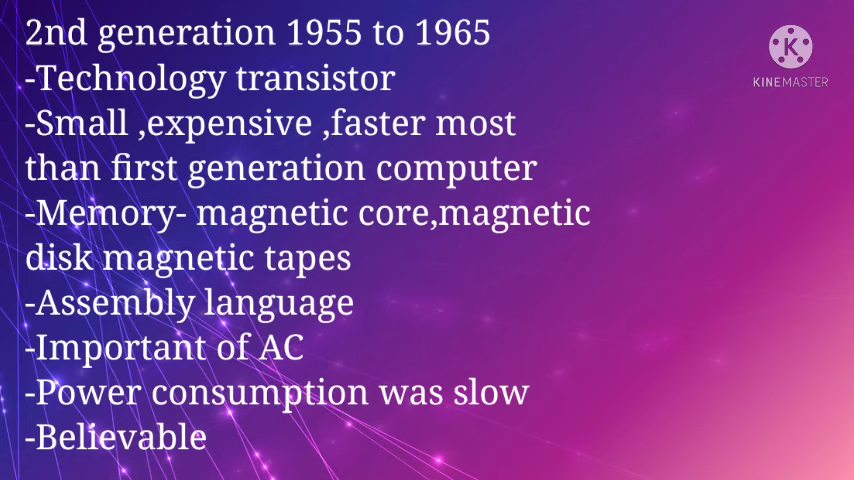 2nd generation 1955 to 1965
-Technology transistor
-Small ,expensive ,faster most
than first generation computer
-Memory- magnetic core,magnetic
disk magnetic tapes
-Assembly language
-Important of AC
-Power consumption was slow
-Believable
K
KINEMASTER